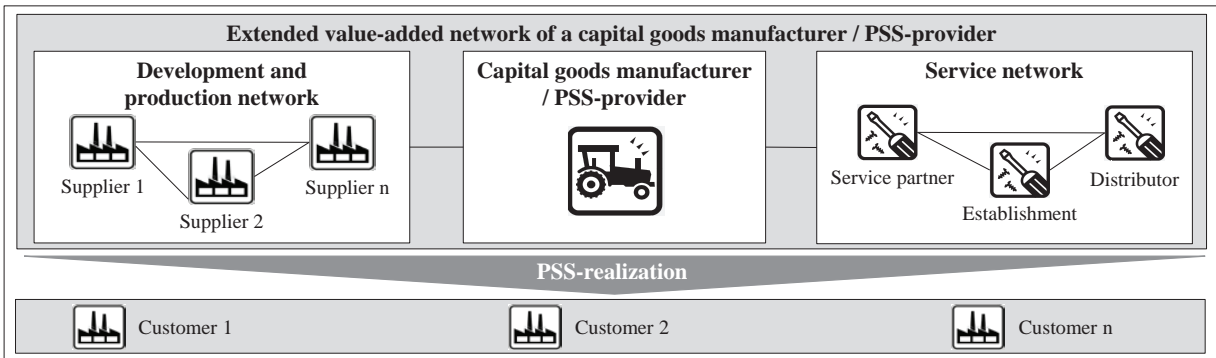 Extended value-added network of a capital goods manufacturer / PSS-provider
Development and
production network
Supplier 1
Supplier 2
Supplier n
Capital goods manufacturer
/ PSS-provider
Service network
Service partner
Establishment
Distributor
PSS-realization
Customer 1
Customer 2
Customer n